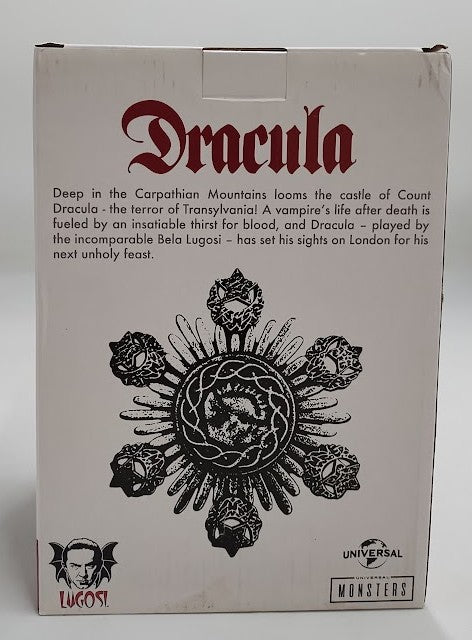 Dracula
Deep in the Carpathian Mountains looms the castle of Count
Dracula - the terror of Transylvania! A vampire's life after death is
fueled by an insatiable thirst for blood, and Dracula – played by
the incomparable Bela Lugosi – has set his sights on London for his
next unholy feast.
LUGOSI
UNIVERSAL
UNIVERSAL
MONSTERS